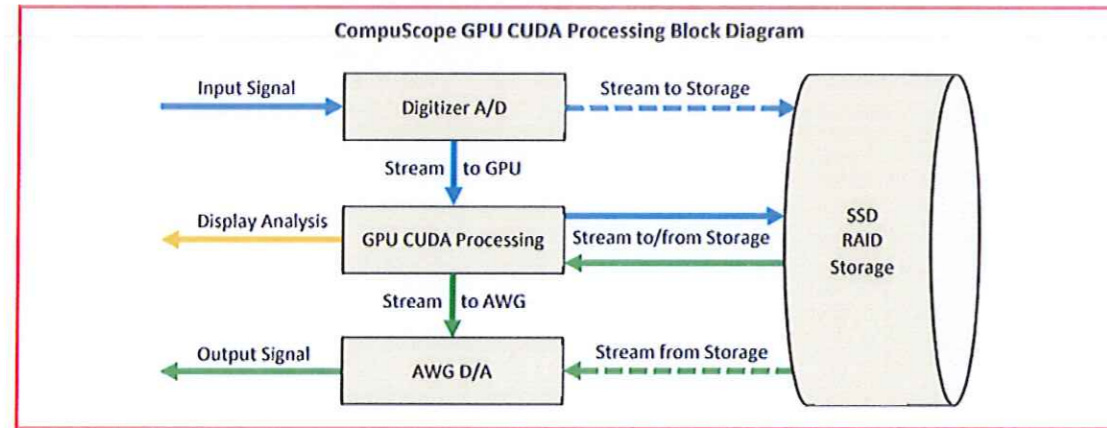 CompuScope GPU CUDA Processing Block Diagram
Input Signal
Digitizer A/D
Stream to Storage
Stream to GPU
Display Analysis
GPU CUDA Processing
Stream to/from Storage
SSD
RAID
Storage
Stream to AWG
Output Signal
AWG D/A
Stream from Storage